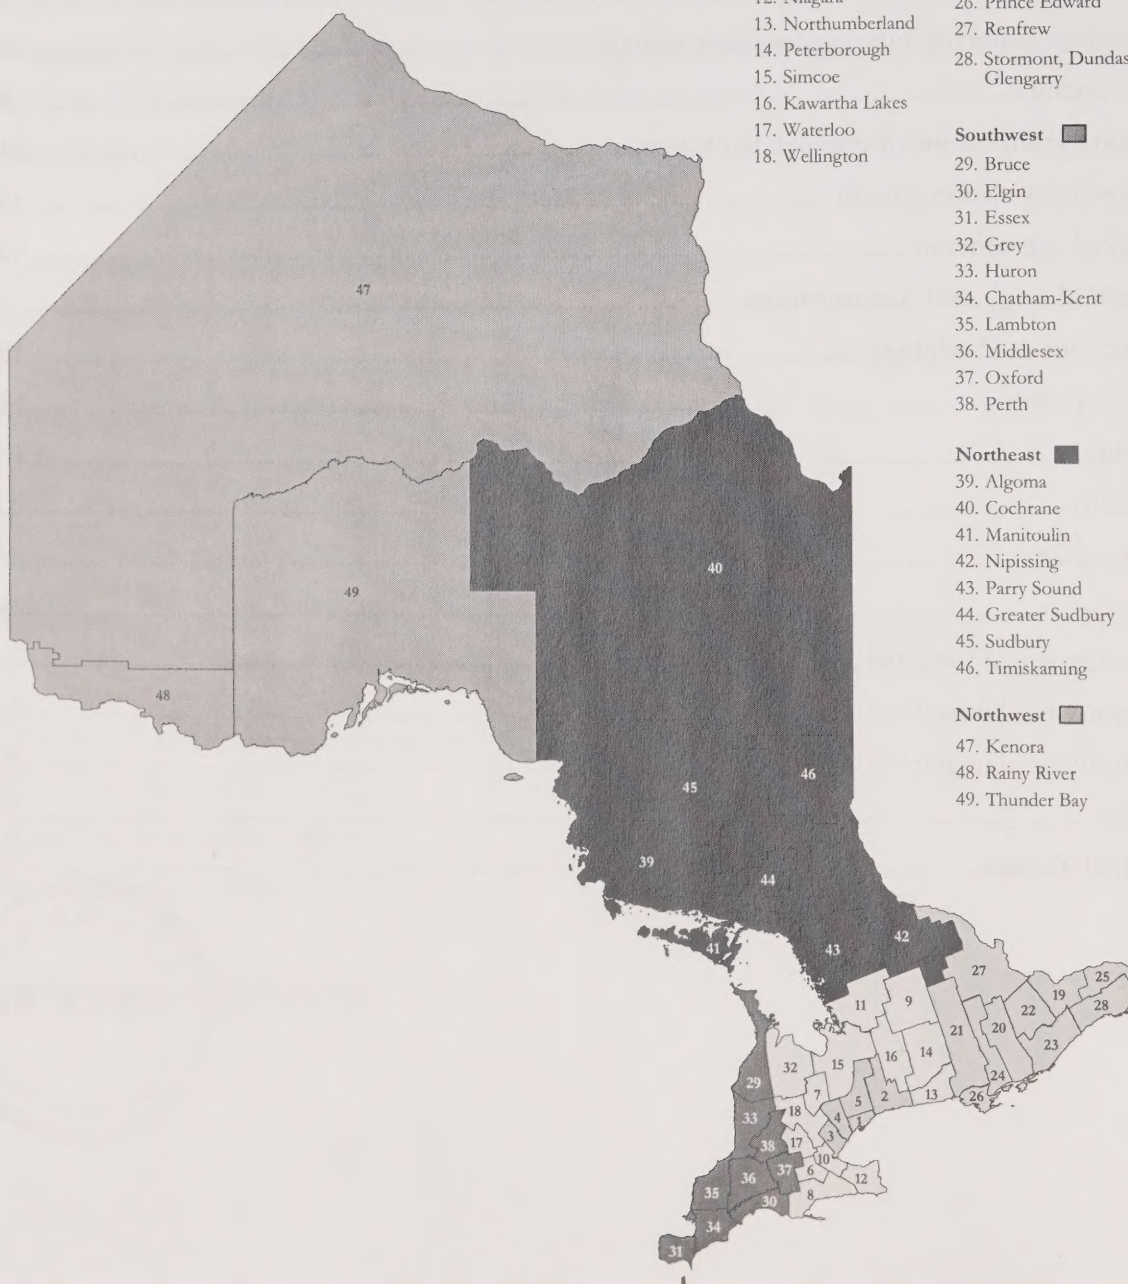 12. Niagara
13. Northumberland
14. Peterborough
15. Simcoe
16. Kawartha Lakes
17. Waterloo
18. Wellington
26. Prince Edward
27. Renfrew
28. Stormont, Dundas
Glengarry
Southwest
29. Bruce
30. Elgin
31. Essex
32. Grey
33. Huron
34. Chatham-Kent
35. Lambton
36. Middlesex
37. Oxford
38. Perth
Northeast
39. Algoma
40. Cochrane
41. Manitoulin
42. Nipissing
43. Parry Sound
44. Greater Sudbury
45. Sudbury
46. Timiskaming
Northwest
47. Kenora
48. Rainy River
49. Thunder Bay
47
40
49
48
46
45
39
44
42
41
43
27
11
9
25
19
28
22
21
20
23
16
14
32
15
24
29
7
5
2
13
26
18
4
1
33
3
38
17
10
37
6
12
36
35
30
8
34
31